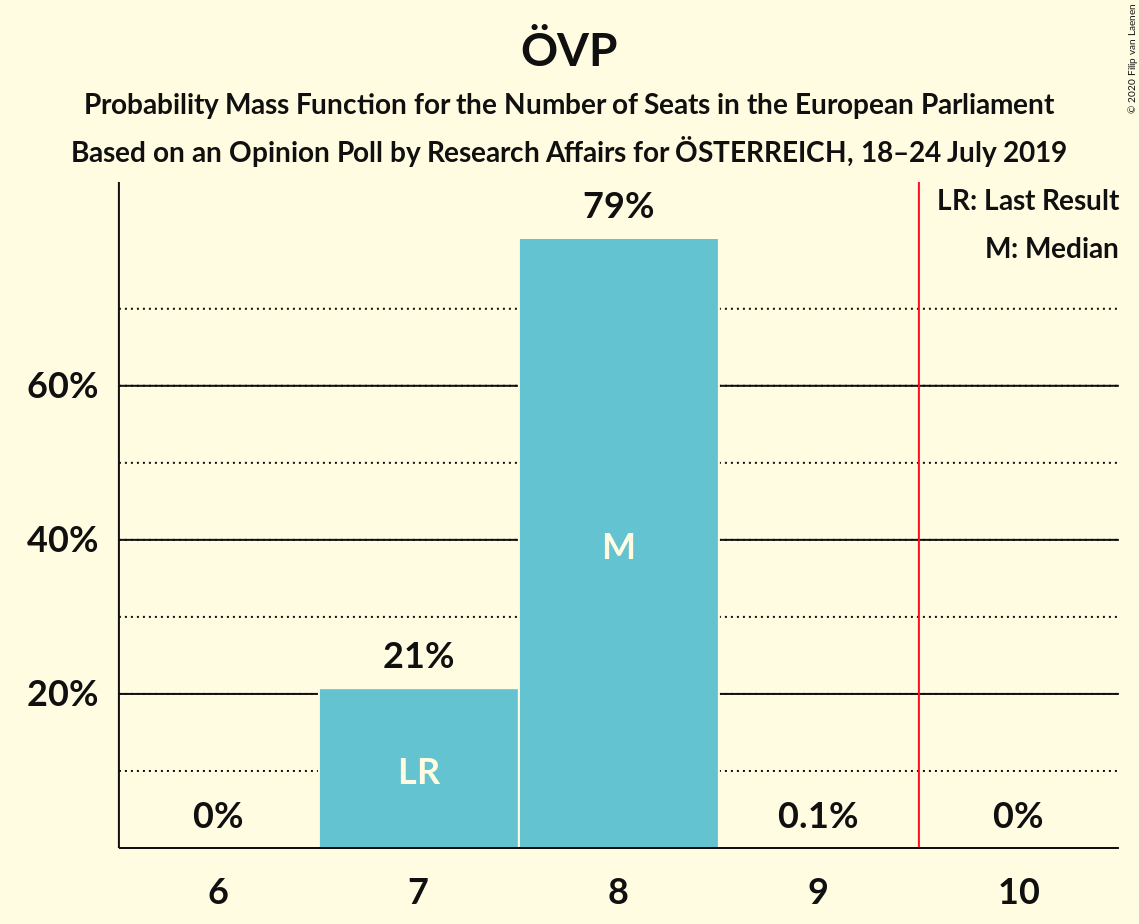 ÖVP
Probability Mass Function for the Number of Seats in the European Parliament
Based on an Opinion Poll by Research Affairs for ÖSTERREICH, 18–24 July 2019
© 2020 Filip van Laenen
LR: Last Result
M: Median
79%
60%
40%
M
21%
20%
LR
0%
0.1%
0%
6
7
8
9
10